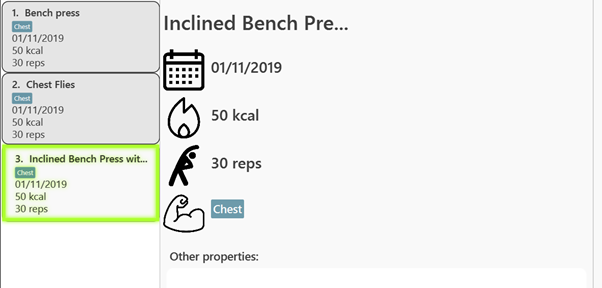 1. Bench press
Chest
01/11/2019
50 kcal
30 reps
2. Chest Flies
Chest
01/11/2019
50 kcal
30 reps
3. Inclined Bench Press wit...
Chest
01/11/2019
50 kcal
30 reps
Inclined Bench Pre...
01/11/2019
50 kcal
30 reps
Chest
Other properties: